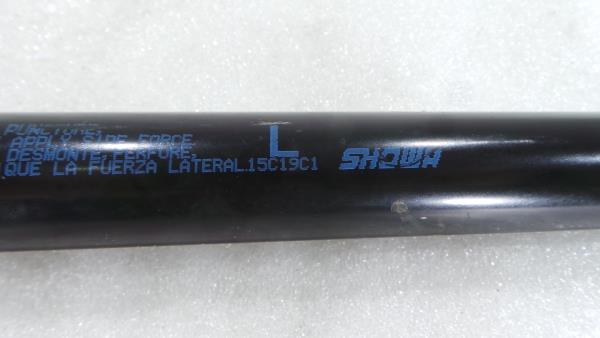 PUNCTURE,
APPLY SIDE FORCE
DESMONTE, PERFORE,
QUE LA FUERZA LATERAL.15C19C1
L
SHOWA